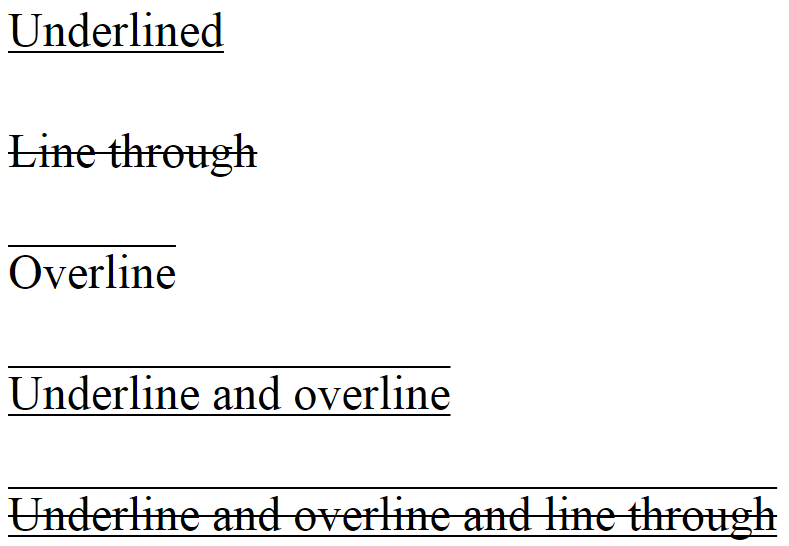 Underlined
Line through
Overline
Underline and overline
Underline and overline and line through